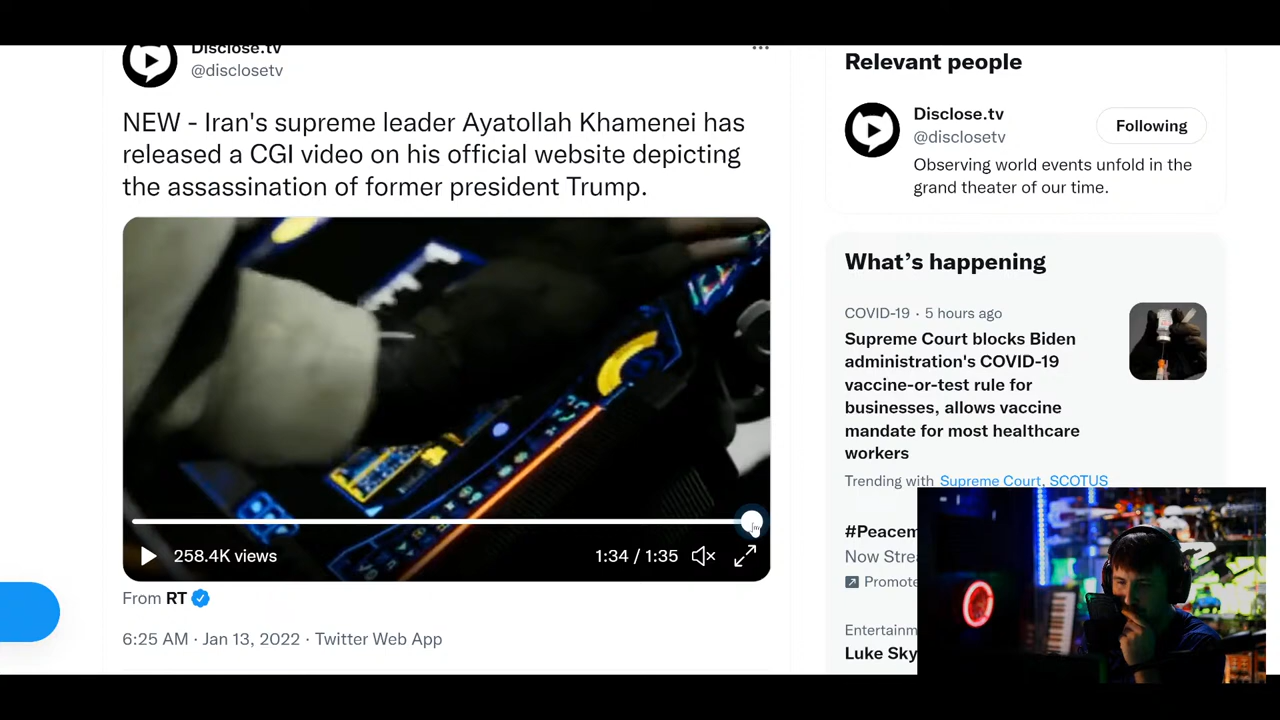 Disclose.tv
@disclosetv
NEW - Iran's supreme leader Ayatollah Khamenei has
released a CGI video on his official website depicting
the assassination of former president Trump.
258.4K views
1:34 / 1:35
From RT
6:25 AM · Jan 13, 2022 · Twitter Web App
Relevant people
Disclose.tv
@disclosetv
Following
Observing world events unfold in the
grand theater of our time.
What's happening
COVID-19 · 5 hours ago
Supreme Court blocks Biden
administration's COVID-19
vaccine-or-test rule for
businesses, allows vaccine
mandate for most healthcare
workers
Trending with Supreme Court, SCOTUS
Now
Luke